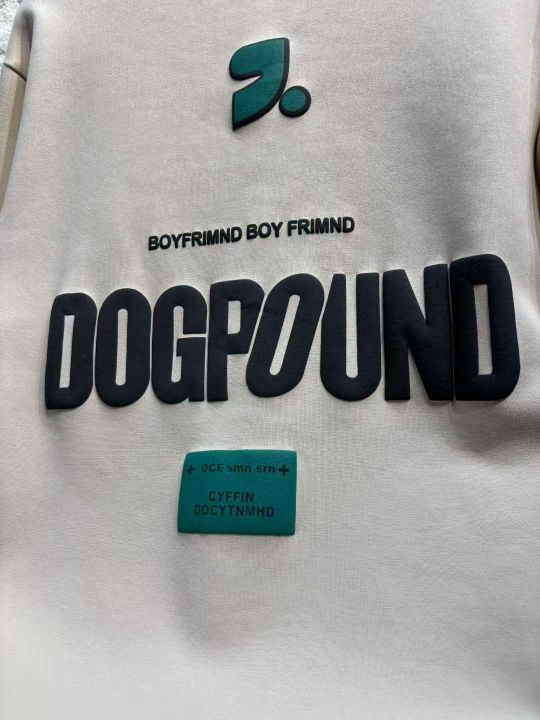 BOYFRIMND BOY FRIMND
DOGPOUND
+ OCE smn srn +
CYFFIN
DOCYTNMHD